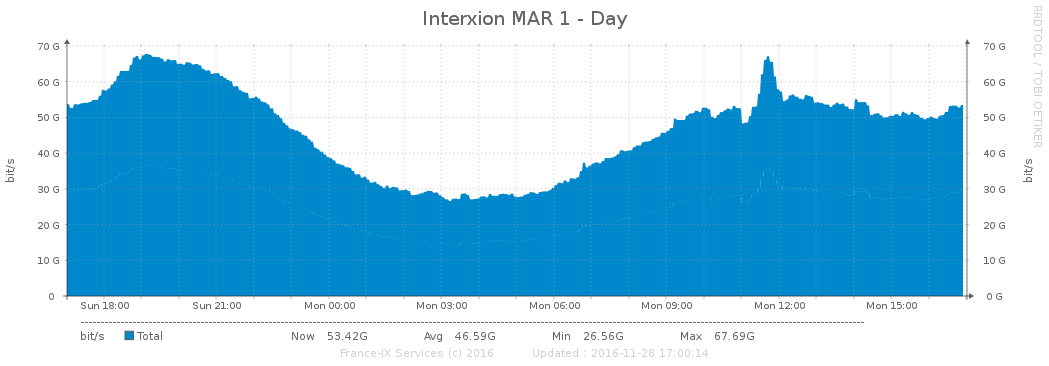 Interxion MAR 1 - Day
RRDTOOL / TOBI OETIKER
70 G 70 G
60 G 60 G
50 G 50 G
40 G 40 G
bit/s bit/s
30 G 30 G
20 G 20 G
10 G 10 G
0 0 G
Sun 18:00 Sun 21:00 Mon 00:00 Mon 03:00 Mon 06:00 Mon 09:00 Mon 12:00 Mon 15:00
bit/s Total Now 53.42G Avg 46.59G Min 26.56G Max 67.69G
France-IX Services (c) 2016 Updated : 2016-11-28 17:00:14